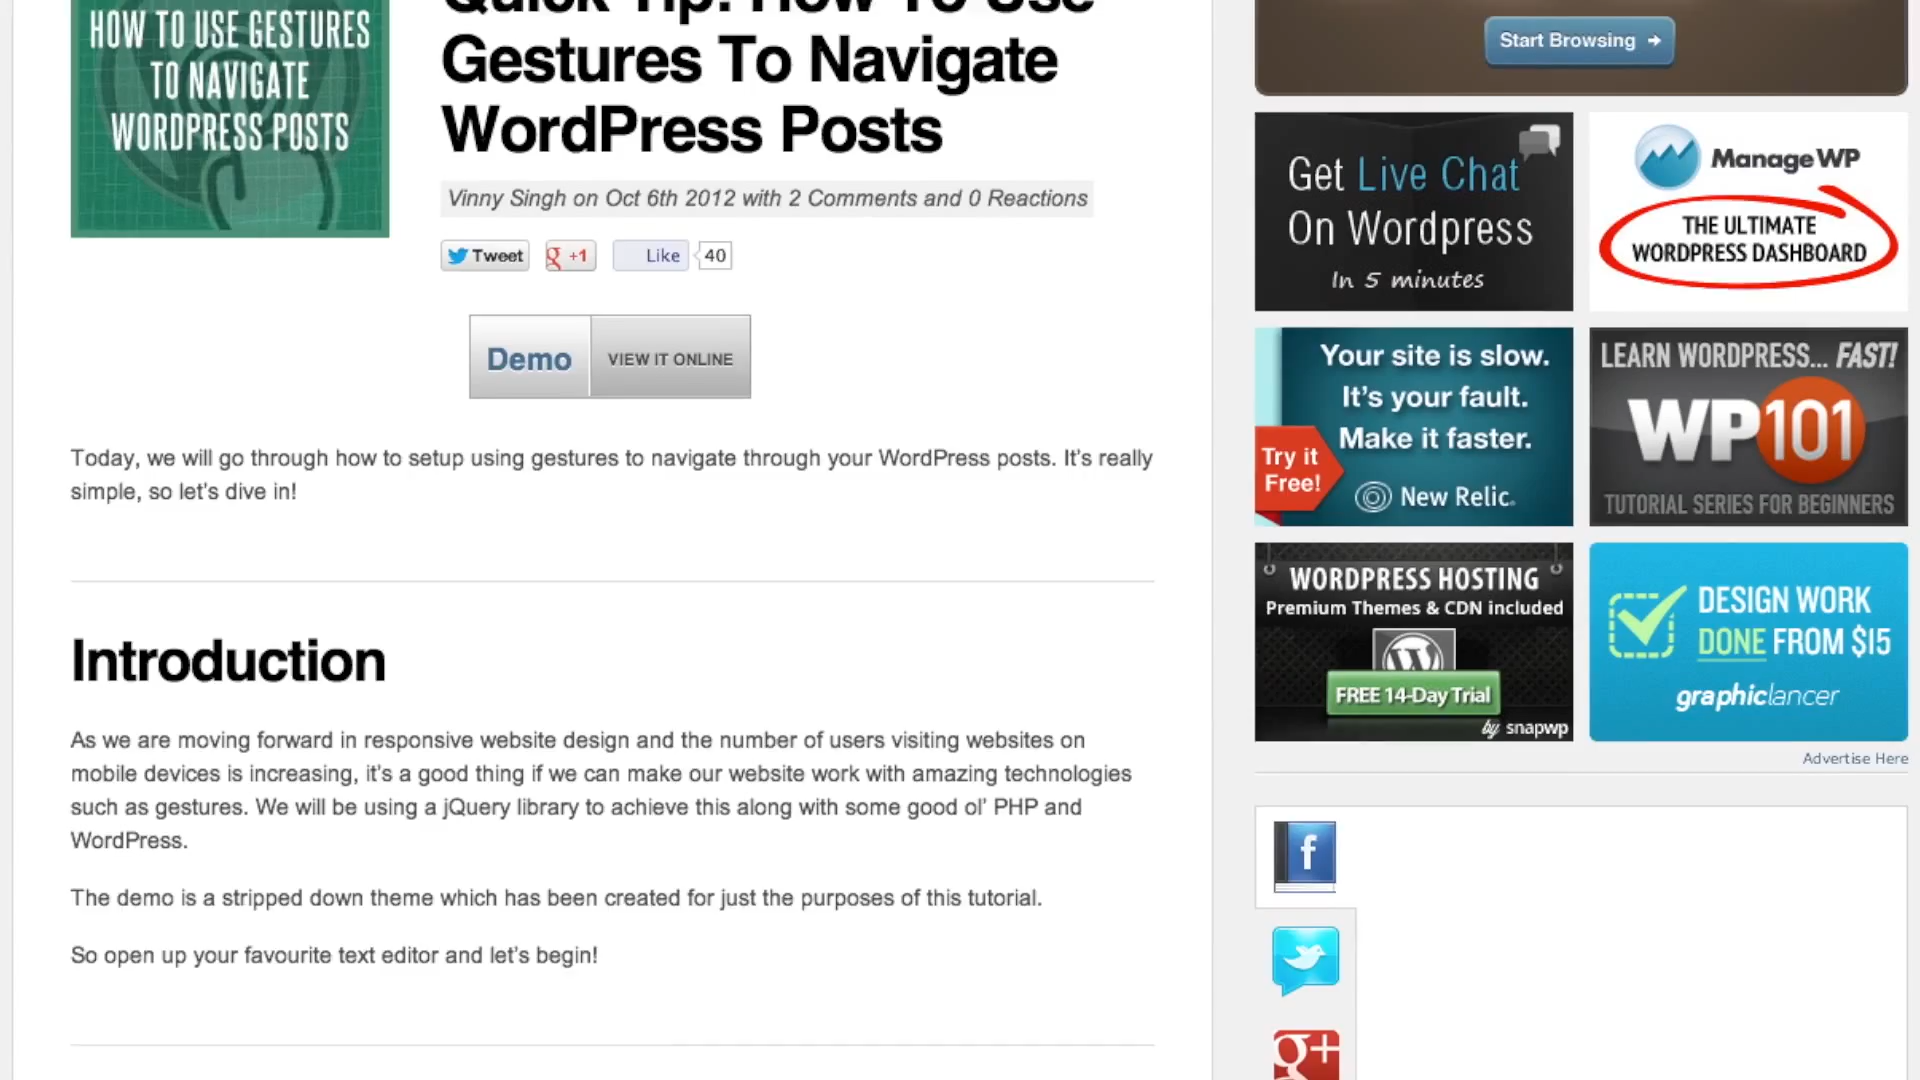 HOW TO USE GESTURES
TO NAVIGATE
WORDPRESS POSTS
Quick Tip: How To Use
Gestures To Navigate
WordPress Posts
Vinny Singh on Oct 6th 2012 with 2 Comments and 0 Reactions
Tweet
g +1
Like
40
Demo
VIEW IT ONLINE
Today, we will go through how to setup using gestures to navigate through your WordPress posts. It's really
simple, so let's dive in!
Introduction
As we are moving forward in responsive website design and the number of users visiting websites on
mobile devices is increasing, it's a good thing if we can make our website work with amazing technologies
such as gestures. We will be using a jQuery library to achieve this along with some good ol' PHP and
WordPress.
The demo is a stripped down theme which has been created for just the purposes of this tutorial.
So open up your favourite text editor and let's begin!
Start Browsing →
Get Live Chat
On Wordpress
In 5 minutes
ManageWP
THE ULTIMATE
WORDPRESS DASHBOARD
Your site is slow.
It's your fault.
Make it faster.
Try it
Free!
New Relic.
LEARN WORDPRESS... FAST!
WP101
TUTORIAL SERIES FOR BEGINNERS
WORDPRESS HOSTING
Premium Themes & CDN included
W
FREE 14-Day Trial
by snapwp
DESIGN WORK
DONE FROM $15
graphiclancer
Advertise Here
f
g+